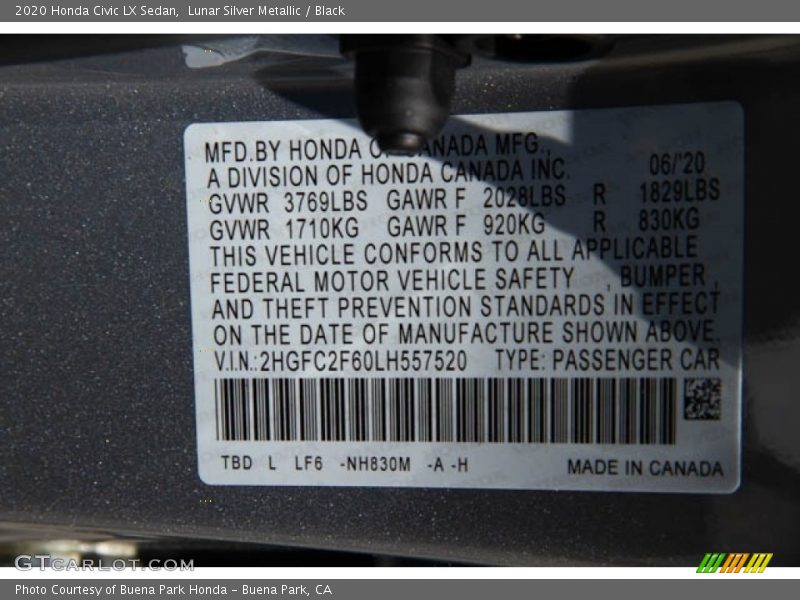 2020 Honda Civic LX Sedan,  Lunar Silver Metallic / Black
MFD.BY HONDA OF CANADA MFG.,
A DIVISION OF HONDA CANADA INC. 06/'20
GVWR 3769LBS GAWR F 2028LBS R 1829LBS
GVWR 1710KG GAWR F 920KG R 830KG
THIS VEHICLE CONFORMS TO ALL APPLICABLE
FEDERAL MOTOR VEHICLE SAFETY , BUMPER ,
AND THEFT PREVENTION STANDARDS IN EFFECT
ON THE DATE OF MANUFACTURE SHOWN ABOVE.
V.I.N.:2HGFC2F60LH557520 TYPE: PASSENGER CAR
TBD L LF6 -NH830M -A -H MADE IN CANADA
GTCARLOT.COM
Photo Courtesy of Buena Park Honda - Buena Park, CA